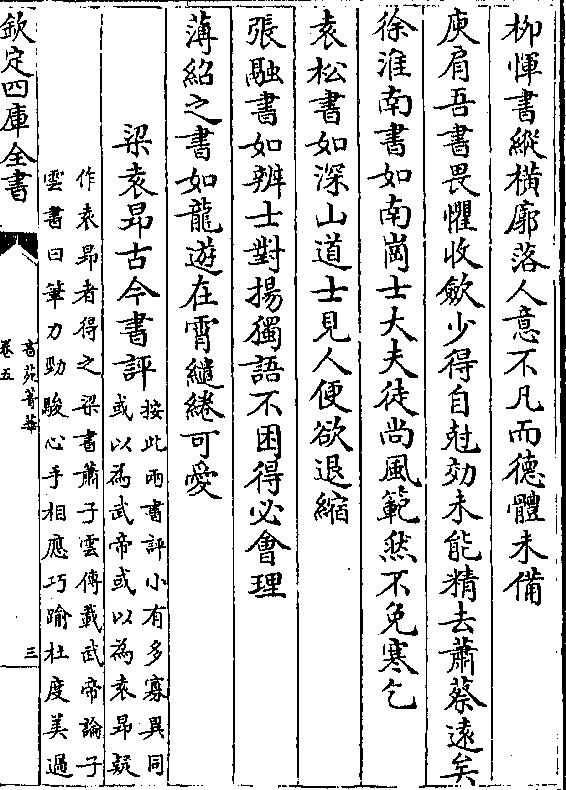 柳惲書縱横廓落人意不凡而德體未備
庾肩吾書畏懼收斂少得自尅効未能精去蕭蔡遠矣
徐淮南書如南崗士大夫徒尚風範然不免寒乞
袁松書如深山道士見人便欲退縮
張融書如辨士對揚獨語不困得必會理
薄紹之書如龍遊在霄繾綣可愛
梁袁昂古今書評
按此兩書評小有多寡異同
或以為武帝或以為袁昂疑
作袁昂者得之梁書蕭子雲傳載武帝論子
雲書曰筆力勁駿心手相應巧踰杜度美過
欽定四庫全書
書苑菁華
卷五
三